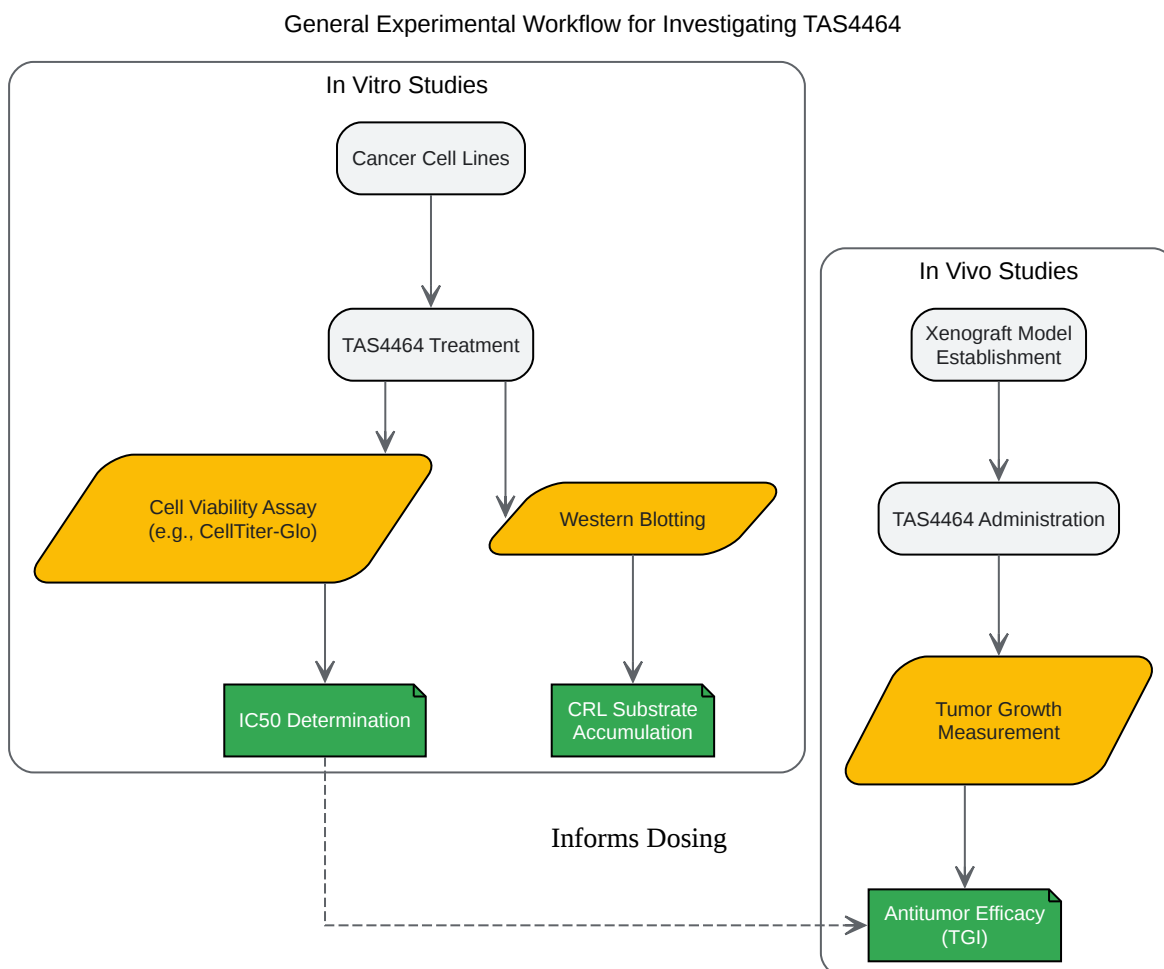 General Experimental Workflow for Investigating TAS4464
In Vitro Studies
Cancer Cell Lines
TAS4464 Treatment
Cell Viability Assay
(e.g., CellTiter-Glo)
Western Blotting
IC50 Determination
CRL Substrate
Accumulation
Informs Dosing
In Vivo Studies
Xenograft Model
Establishment
TAS4464 Administration
Tumor Growth
Measurement
Antitumor Efficacy
(TGI)